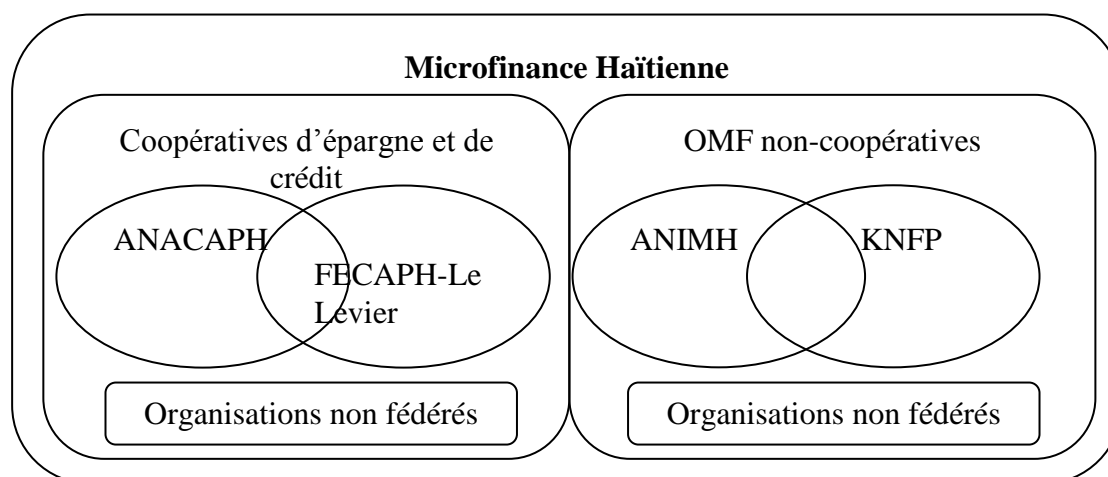 Microfinance Haïtienne
Coopératives d’épargne et de
crédit
ANACAPH
FECAPH-Le
Levier
Organisations non fédérés
OMF non-coopératives
ANIMH
KNFP
Organisations non fédérés